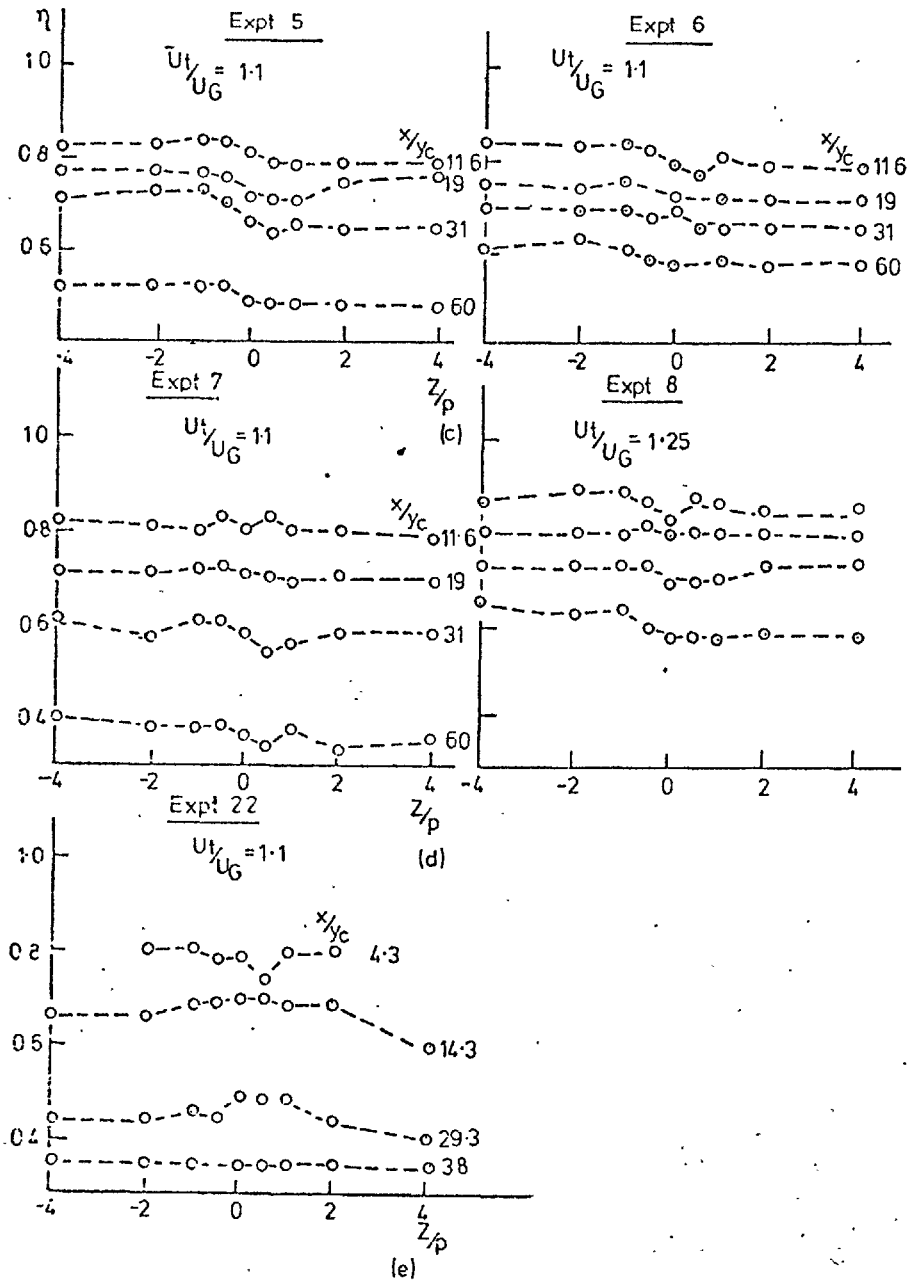 η
Expt 5
Ut/UG = 1·1
1·0
0·8
0·6
x/yc
11·6
19
31
60
-4 -2 0 2 4
Z/p
(c)
Expt 6
Ut/UG = 1·1
x/yc
11·6
19
31
60
-4 -2 0 2 4
Expt 7
Ut/UG = 1·1
1·0
0·8
0·6
0·4
x/yc
11·6
19
31
60
-4 -2 0 2 4
Z/p
(d)
Expt 8
Ut/UG = 1·25
-4 -2 0 2 4
Expt 22
Ut/UG = 1·1
1·0
0·8
0·6
0·4
x/yc
4·3
14·3
29·3
38
-4 -2 0 2 4
Z/p
(e)